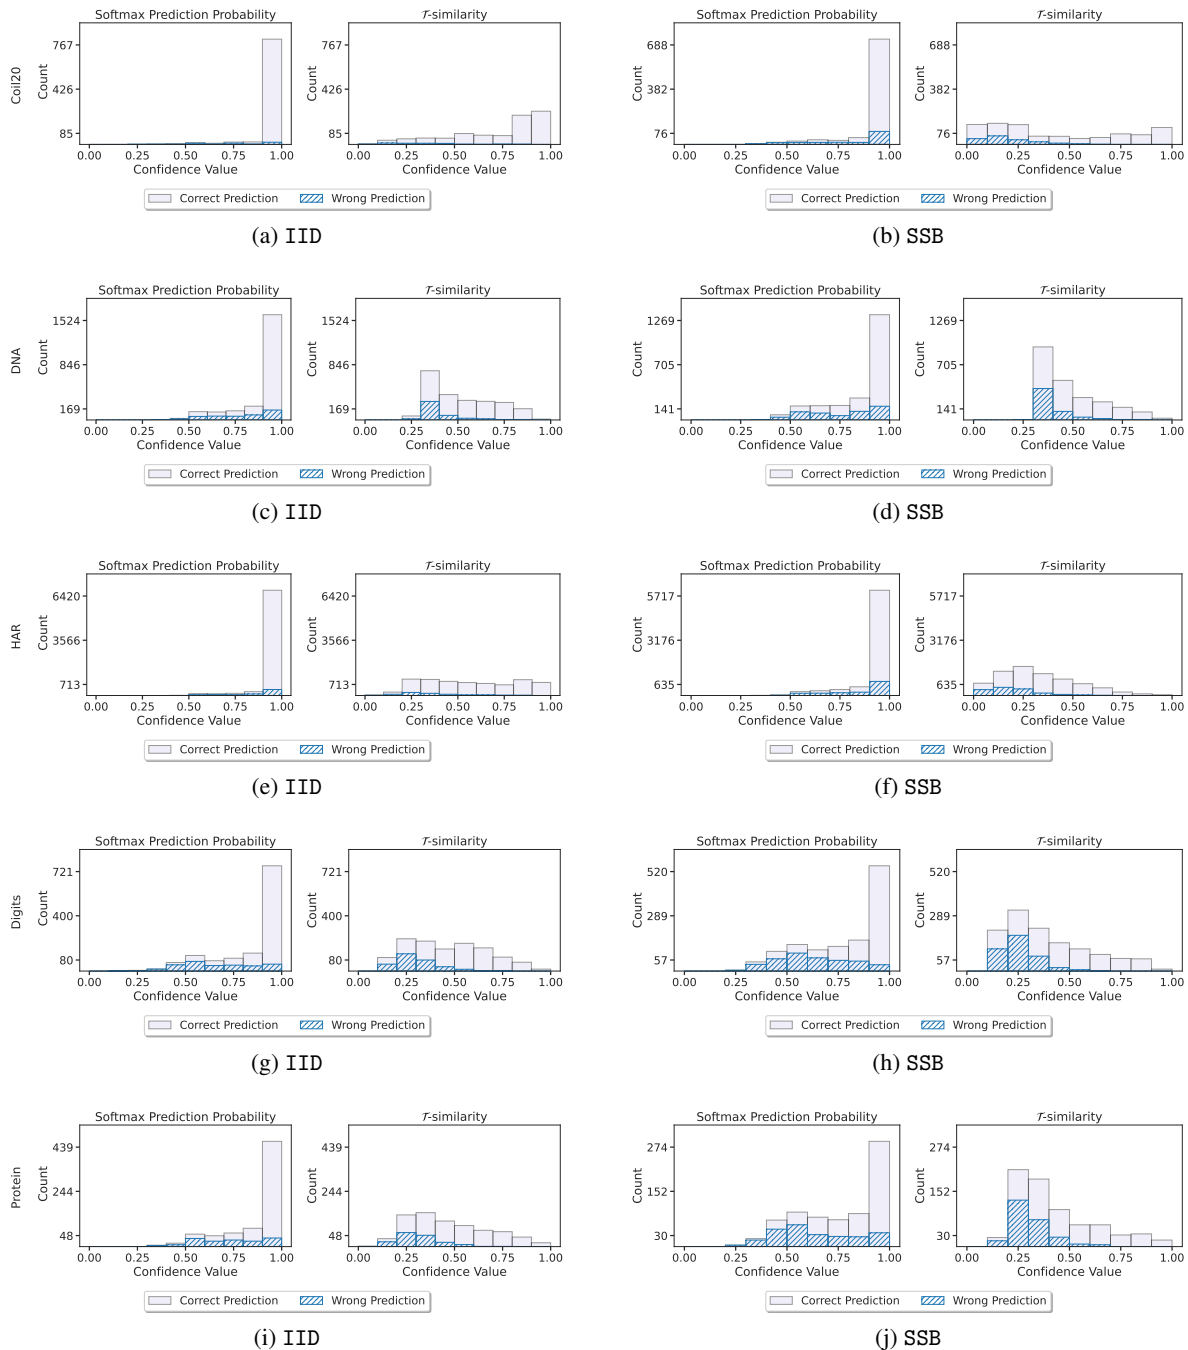 Softmax Prediction Probability
𝒯-similarity
Softmax Prediction Probability
𝒯-similarity
Coil20
Count
767
426
85
Count
767
426
85
Count
688
382
76
Count
688
382
76
0.00 0.25 0.50 0.75 1.00
0.00 0.25 0.50 0.75 1.00
0.00 0.25 0.50 0.75 1.00
0.00 0.25 0.50 0.75 1.00
Confidence Value
Confidence Value
Confidence Value
Confidence Value
Correct Prediction Wrong Prediction
Correct Prediction Wrong Prediction
(a) IID
(b) SSB
Softmax Prediction Probability
𝒯-similarity
Softmax Prediction Probability
𝒯-similarity
DNA
Count
1524
846
169
Count
1524
846
169
Count
1269
705
141
Count
1269
705
141
0.00 0.25 0.50 0.75 1.00
0.00 0.25 0.50 0.75 1.00
0.00 0.25 0.50 0.75 1.00
0.00 0.25 0.50 0.75 1.00
Confidence Value
Confidence Value
Confidence Value
Confidence Value
Correct Prediction Wrong Prediction
Correct Prediction Wrong Prediction
(c) IID
(d) SSB
Softmax Prediction Probability
𝒯-similarity
Softmax Prediction Probability
𝒯-similarity
HAR
Count
6420
3566
713
Count
6420
3566
713
Count
5717
3176
635
Count
5717
3176
635
0.00 0.25 0.50 0.75 1.00
0.00 0.25 0.50 0.75 1.00
0.00 0.25 0.50 0.75 1.00
0.00 0.25 0.50 0.75 1.00
Confidence Value
Confidence Value
Confidence Value
Confidence Value
Correct Prediction Wrong Prediction
Correct Prediction Wrong Prediction
(e) IID
(f) SSB
Softmax Prediction Probability
𝒯-similarity
Softmax Prediction Probability
𝒯-similarity
Digits
Count
721
400
80
Count
721
400
80
Count
520
289
57
Count
520
289
57
0.00 0.25 0.50 0.75 1.00
0.00 0.25 0.50 0.75 1.00
0.00 0.25 0.50 0.75 1.00
0.00 0.25 0.50 0.75 1.00
Confidence Value
Confidence Value
Confidence Value
Confidence Value
Correct Prediction Wrong Prediction
Correct Prediction Wrong Prediction
(g) IID
(h) SSB
Softmax Prediction Probability
𝒯-similarity
Softmax Prediction Probability
𝒯-similarity
Protein
Count
439
244
48
Count
439
244
48
Count
274
152
30
Count
274
152
30
0.00 0.25 0.50 0.75 1.00
0.00 0.25 0.50 0.75 1.00
0.00 0.25 0.50 0.75 1.00
0.00 0.25 0.50 0.75 1.00
Confidence Value
Confidence Value
Confidence Value
Confidence Value
Correct Prediction Wrong Prediction
Correct Prediction Wrong Prediction
(i) IID
(j) SSB